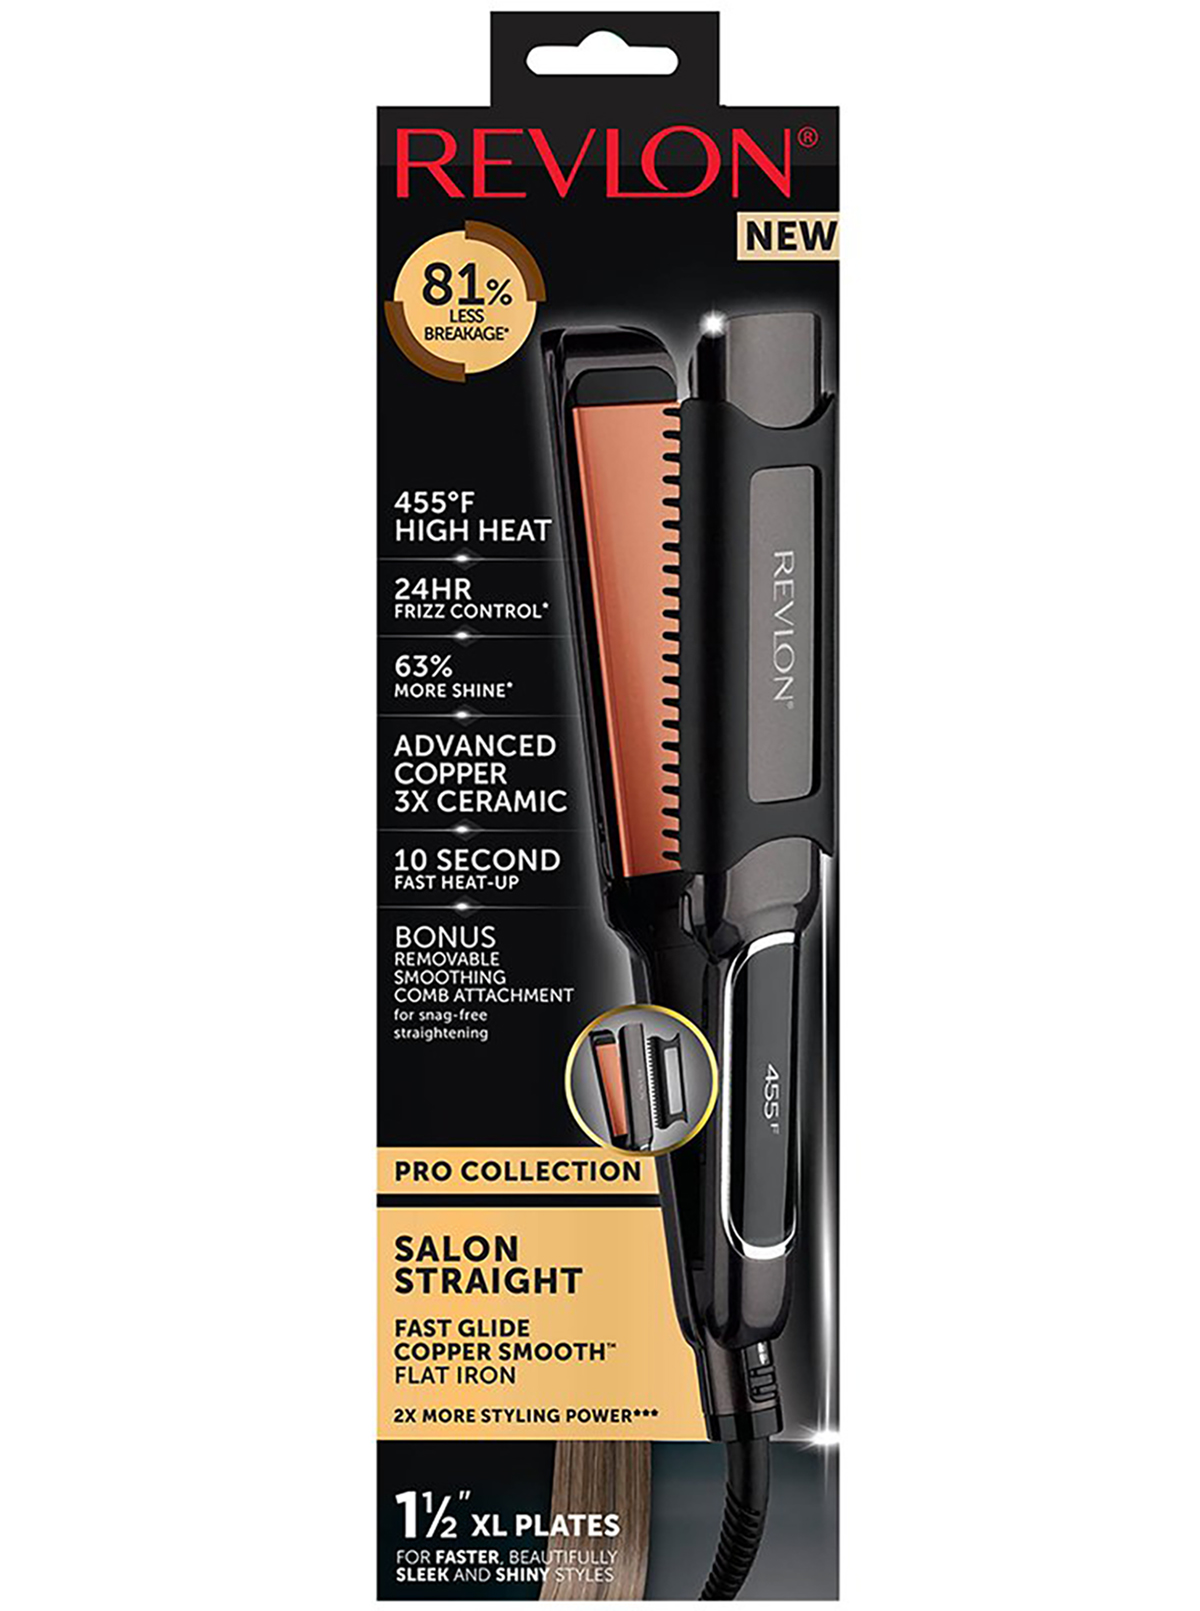 REVLON®
NEW
81%
LESS
BREAKAGE*
455°F
HIGH HEAT
24HR
FRIZZ CONTROL*
63%
MORE SHINE*
ADVANCED
COPPER
3X CERAMIC
10 SECOND
FAST HEAT-UP
BONUS
REMOVABLE
SMOOTHING
COMB ATTACHMENT
for snag-free
straightening
REVLON®
REVLON
455°F
PRO COLLECTION
SALON
STRAIGHT
FAST GLIDE
COPPER SMOOTH™
FLAT IRON
2X MORE STYLING POWER***
1½" XL PLATES
FOR FASTER, BEAUTIFULLY
SLEEK AND SHINY STYLES